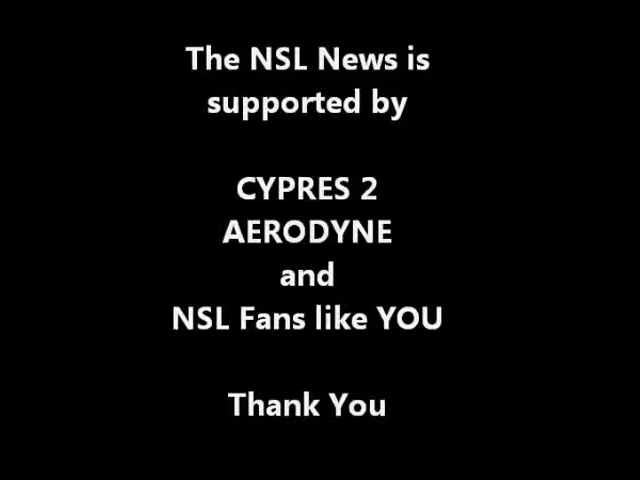 The NSL News is
supported by
CYPRES 2
AERODYNE
and
NSL Fans like YOU
Thank You